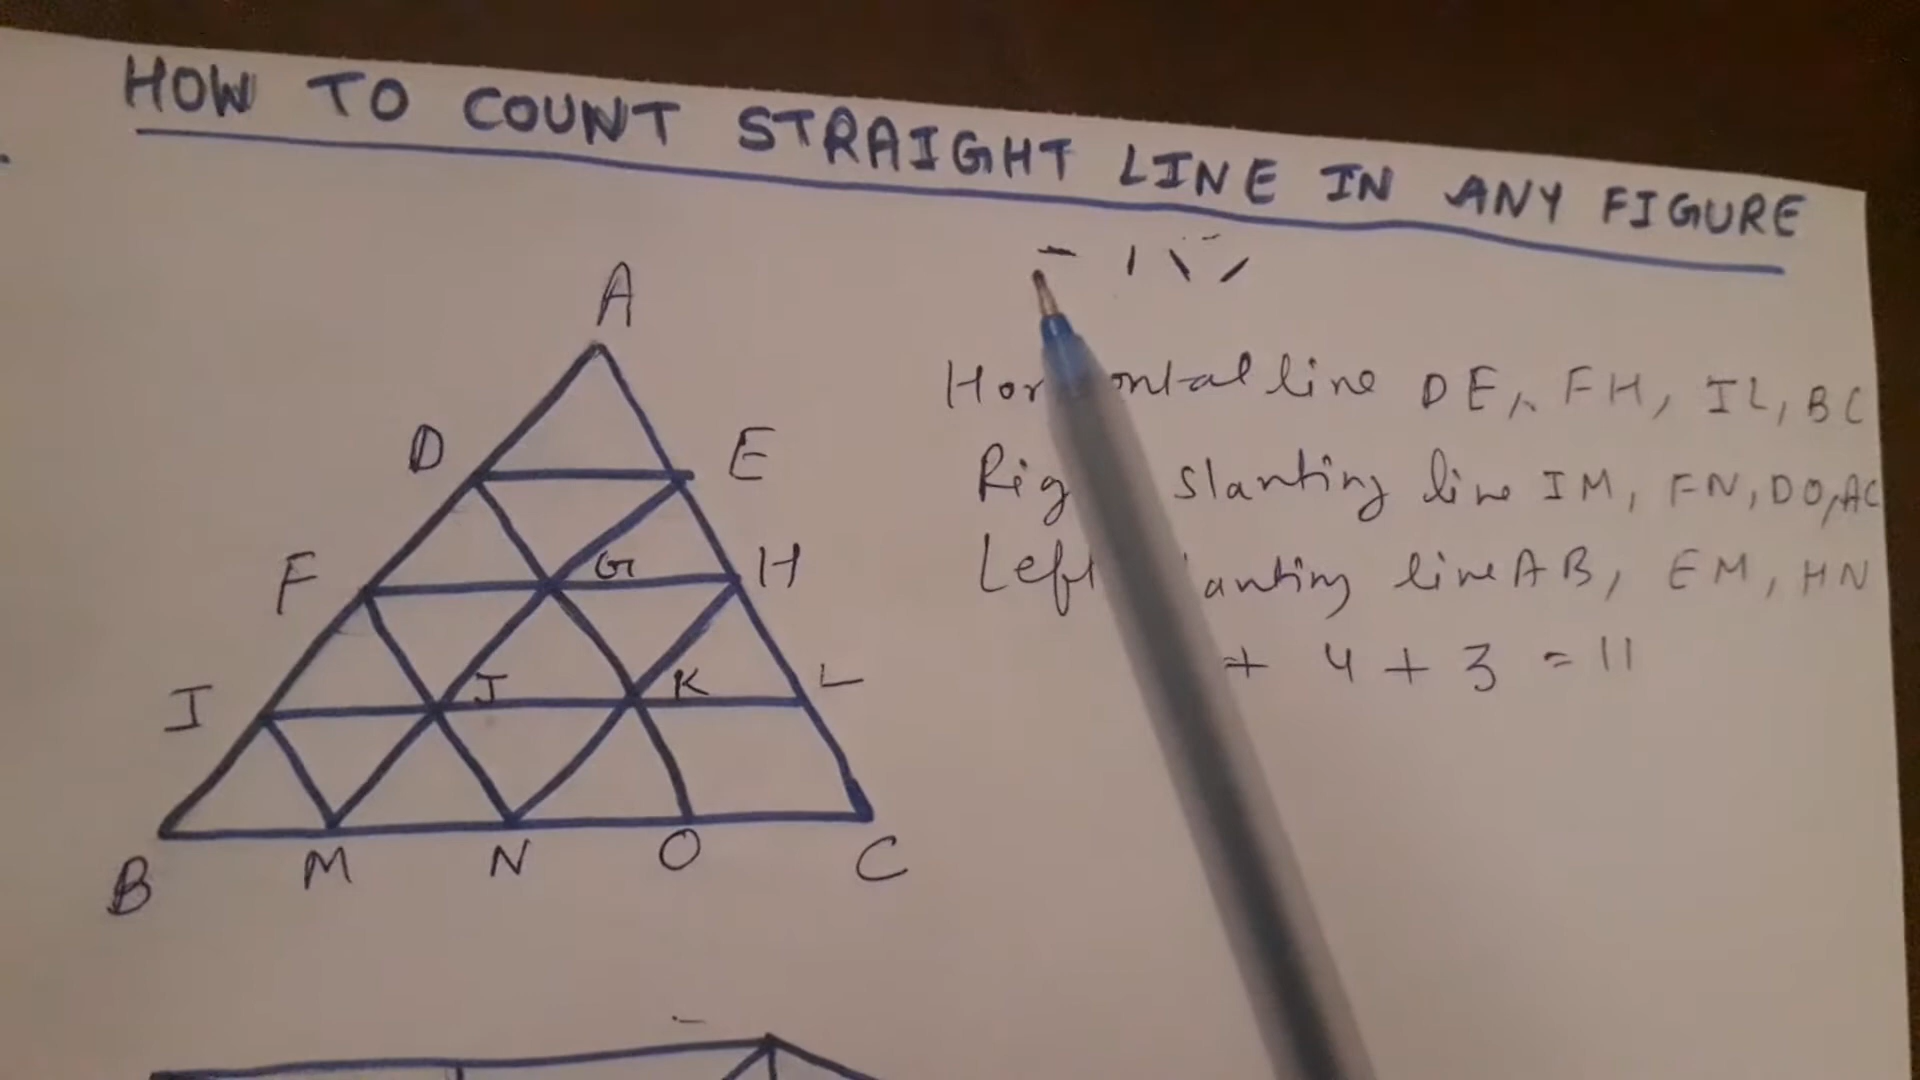 HOW TO COUNT STRAIGHT LINE IN ANY FIGURE
A
D E
F G H
I J K L
B M N O C
line DE, FH, IL, BC
slanting line IM, FN, DO, AC
line AB, EM, HN
+ 4 + 3 = 11